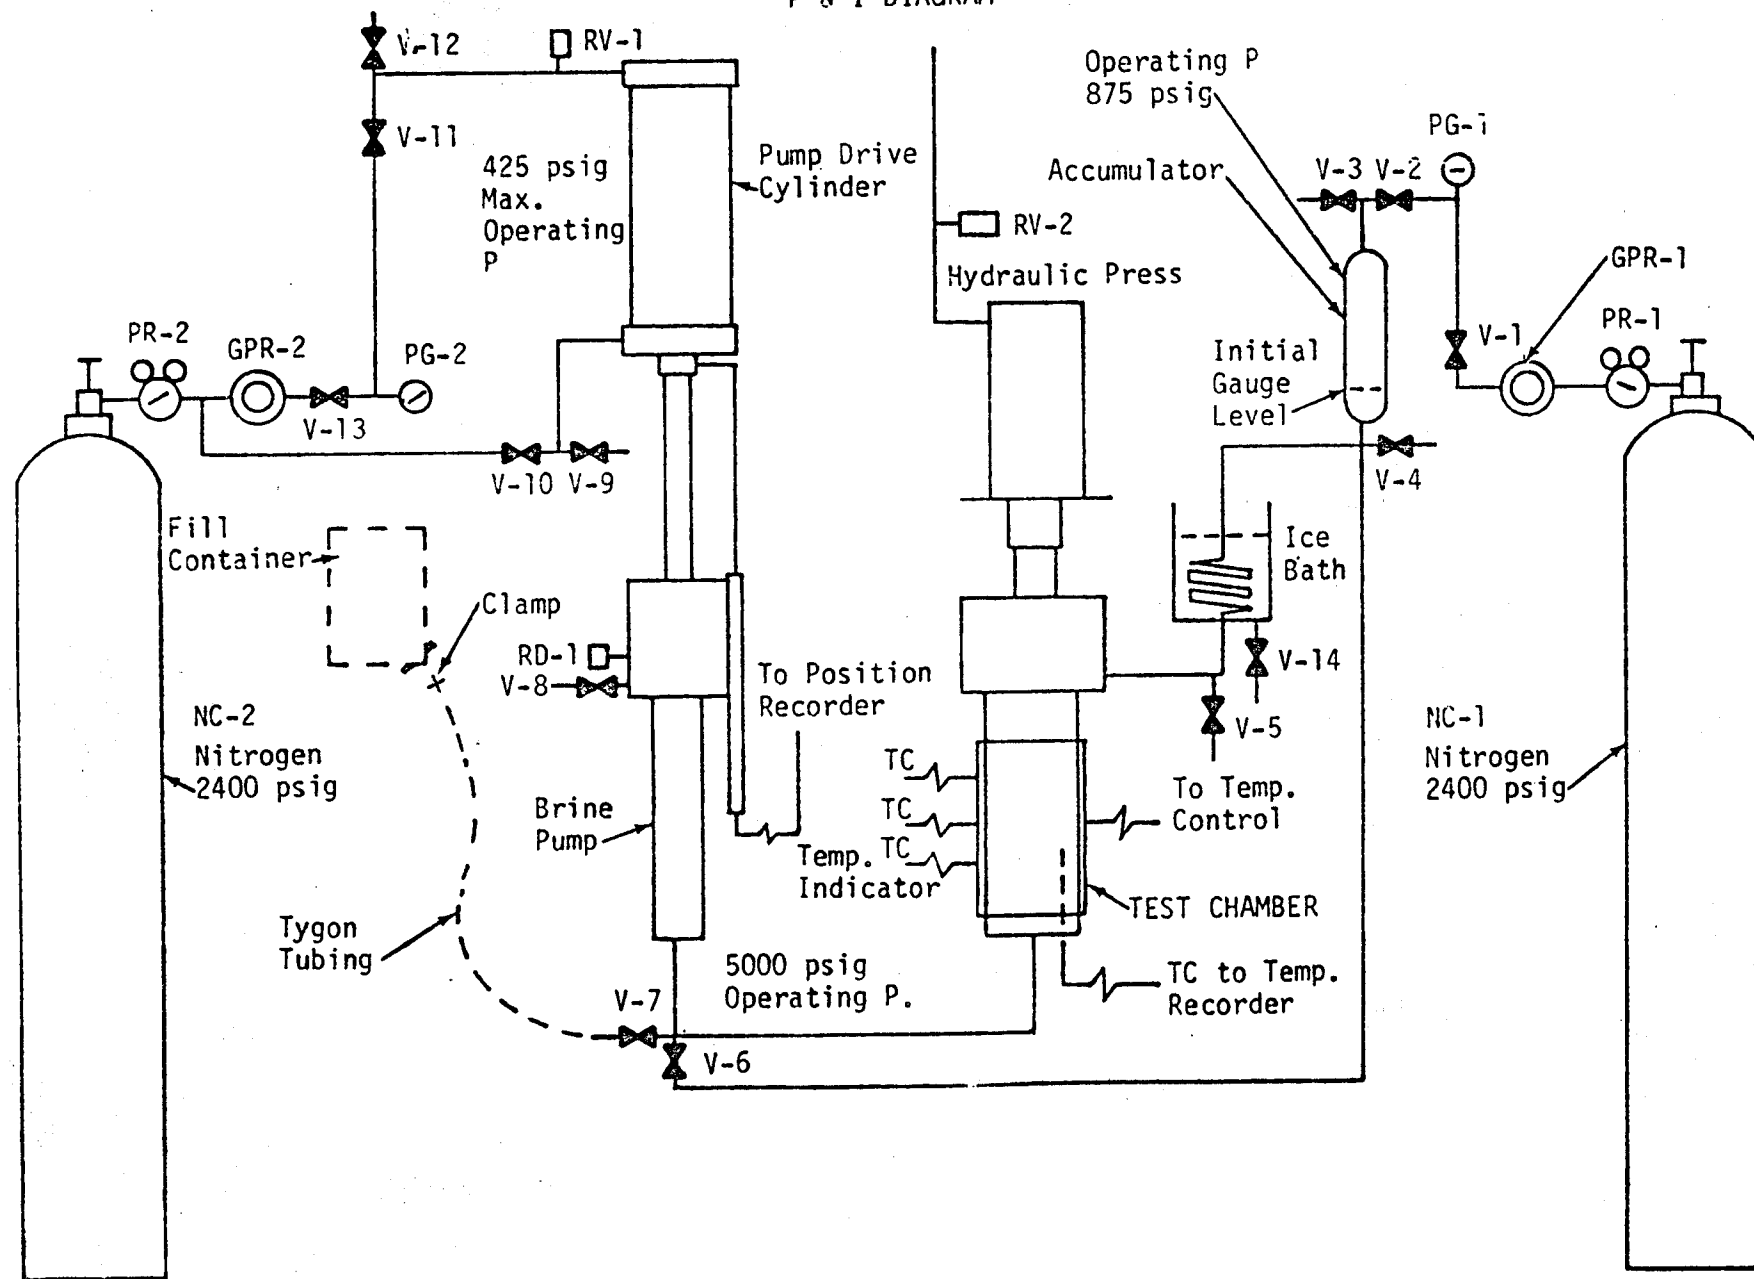 P & I DIAGRAM
V-12
RV-1
V-11
425 psig
Max.
Operating
P
Pump Drive
Cylinder
RV-2
Hydraulic Press
Operating P
875 psig
Accumulator
PG-1
V-3 V-2
GPR-1
V-1
PR-1
Initial
Gauge
Level
V-4
PR-2
GPR-2
PG-2
V-13
V-10 V-9
Fill
Container
Clamp
RD-1
V-8
To Position
Recorder
Ice
Bath
V-14
V-5
NC-2
Nitrogen
2400 psig
NC-1
Nitrogen
2400 psig
Brine
Pump
TC
TC
TC
Temp.
Indicator
To Temp.
Control
TEST CHAMBER
Tygon
Tubing
5000 psig
Operating P.
TC to Temp.
Recorder
V-7
V-6